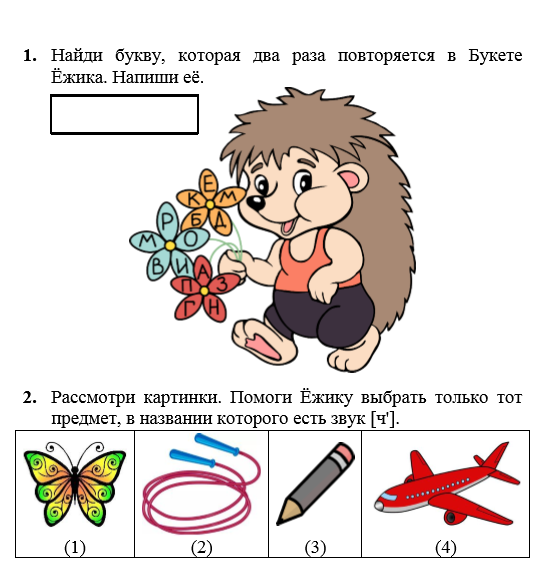 1. Найди букву, которая два раза повторяется в Букете
Ёжика. Напиши её.
Е
К М
Б Д
Р
М О
В И
А
П З
Г Н
2. Рассмотри картинки. Помоги Ёжику выбрать только тот
предмет, в названии которого есть звук [ч'].
(1) (2) (3) (4)